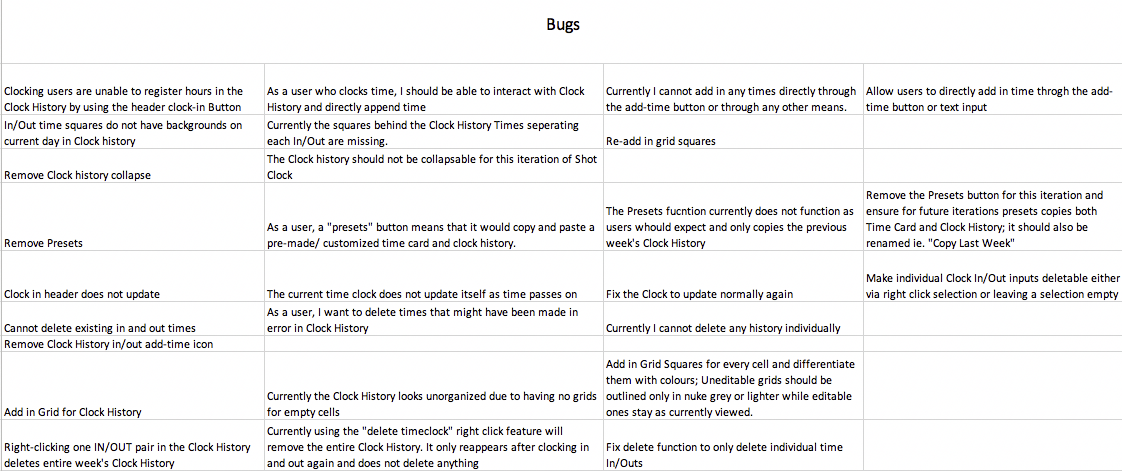 Bugs
Clocking users are unable to register hours in the
Clock History by using the header clock-in Button
As a user who clocks time, I should be able to interact with Clock
History and directly append time
Currently I cannot add in any times directly through
the add-time button or through any other means.
Allow users to directly add in time throgh the add-
time button or text input
In/Out time squares do not have backgrounds on
current day in Clock history
Currently the squares behind the Clock History Times seperating
each In/Out are missing.
Re-add in grid squares
Remove Clock history collapse
The Clock history should not be collapsable for this iteration of Shot
Clock
Remove Presets
As a user, a "presets" button means that it would copy and paste a
pre-made/ customized time card and clock history.
The Presets fucntion currently does not function as
users whould expect and only copies the previous
week's Clock History
Remove the Presets button for this iteration and
ensure for future iterations presets copies both
Time Card and Clock History; it should also be
renamed ie. "Copy Last Week"
Clock in header does not update
The current time clock does not update itself as time passes on
Fix the Clock to update normally again
Make individual Clock In/Out inputs deletable either
via right click selection or leaving a selection empty
Cannot delete existing in and out times
As a user, I want to delete times that might have been made in
error in Clock History
Currently I cannot delete any history individually
Remove Clock History in/out add-time icon
Add in Grid for Clock History
Currently the Clock History looks unorganized due to having no grids
for empty cells
Add in Grid Squares for every cell and differentiate
them with colours; Uneditable grids should be
outlined only in nuke grey or lighter while editable
ones stay as currently viewed.
Right-clicking one IN/OUT pair in the Clock History
deletes entire week's Clock History
Currently using the "delete timeclock" right click feature will
remove the entire Clock History. It only reappears after clocking in
and out again and does not delete anything
Fix delete function to only delete individual time
In/Outs